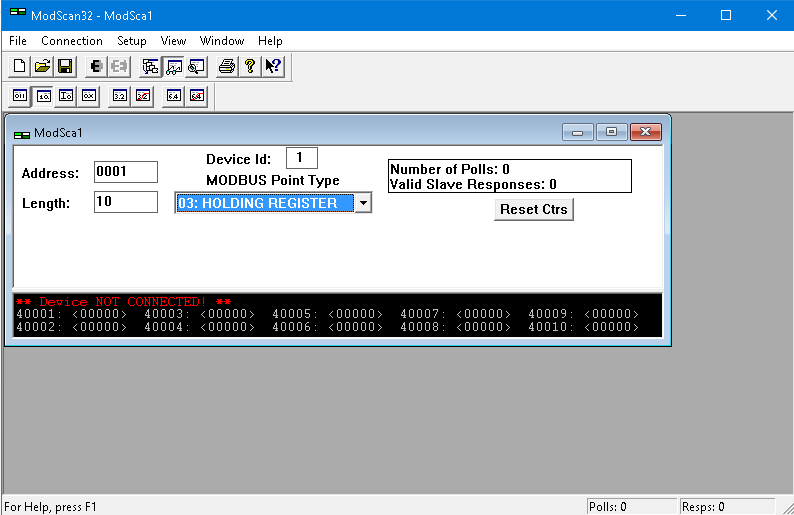 ModScan32 - ModSca1
File Connection Setup View Window Help
ModSca1
Address: 0001
Device Id: 1
MODBUS Point Type
Length: 10
03: HOLDING REGISTER
Number of Polls: 0
Valid Slave Responses: 0
Reset Ctrs
** Device NOT CONNECTED! **
40001: <00000> 40003: <00000> 40005: <00000> 40007: <00000> 40009: <00000>
40002: <00000> 40004: <00000> 40006: <00000> 40008: <00000> 40010: <00000>
For Help, press F1
Polls: 0
Resps: 0